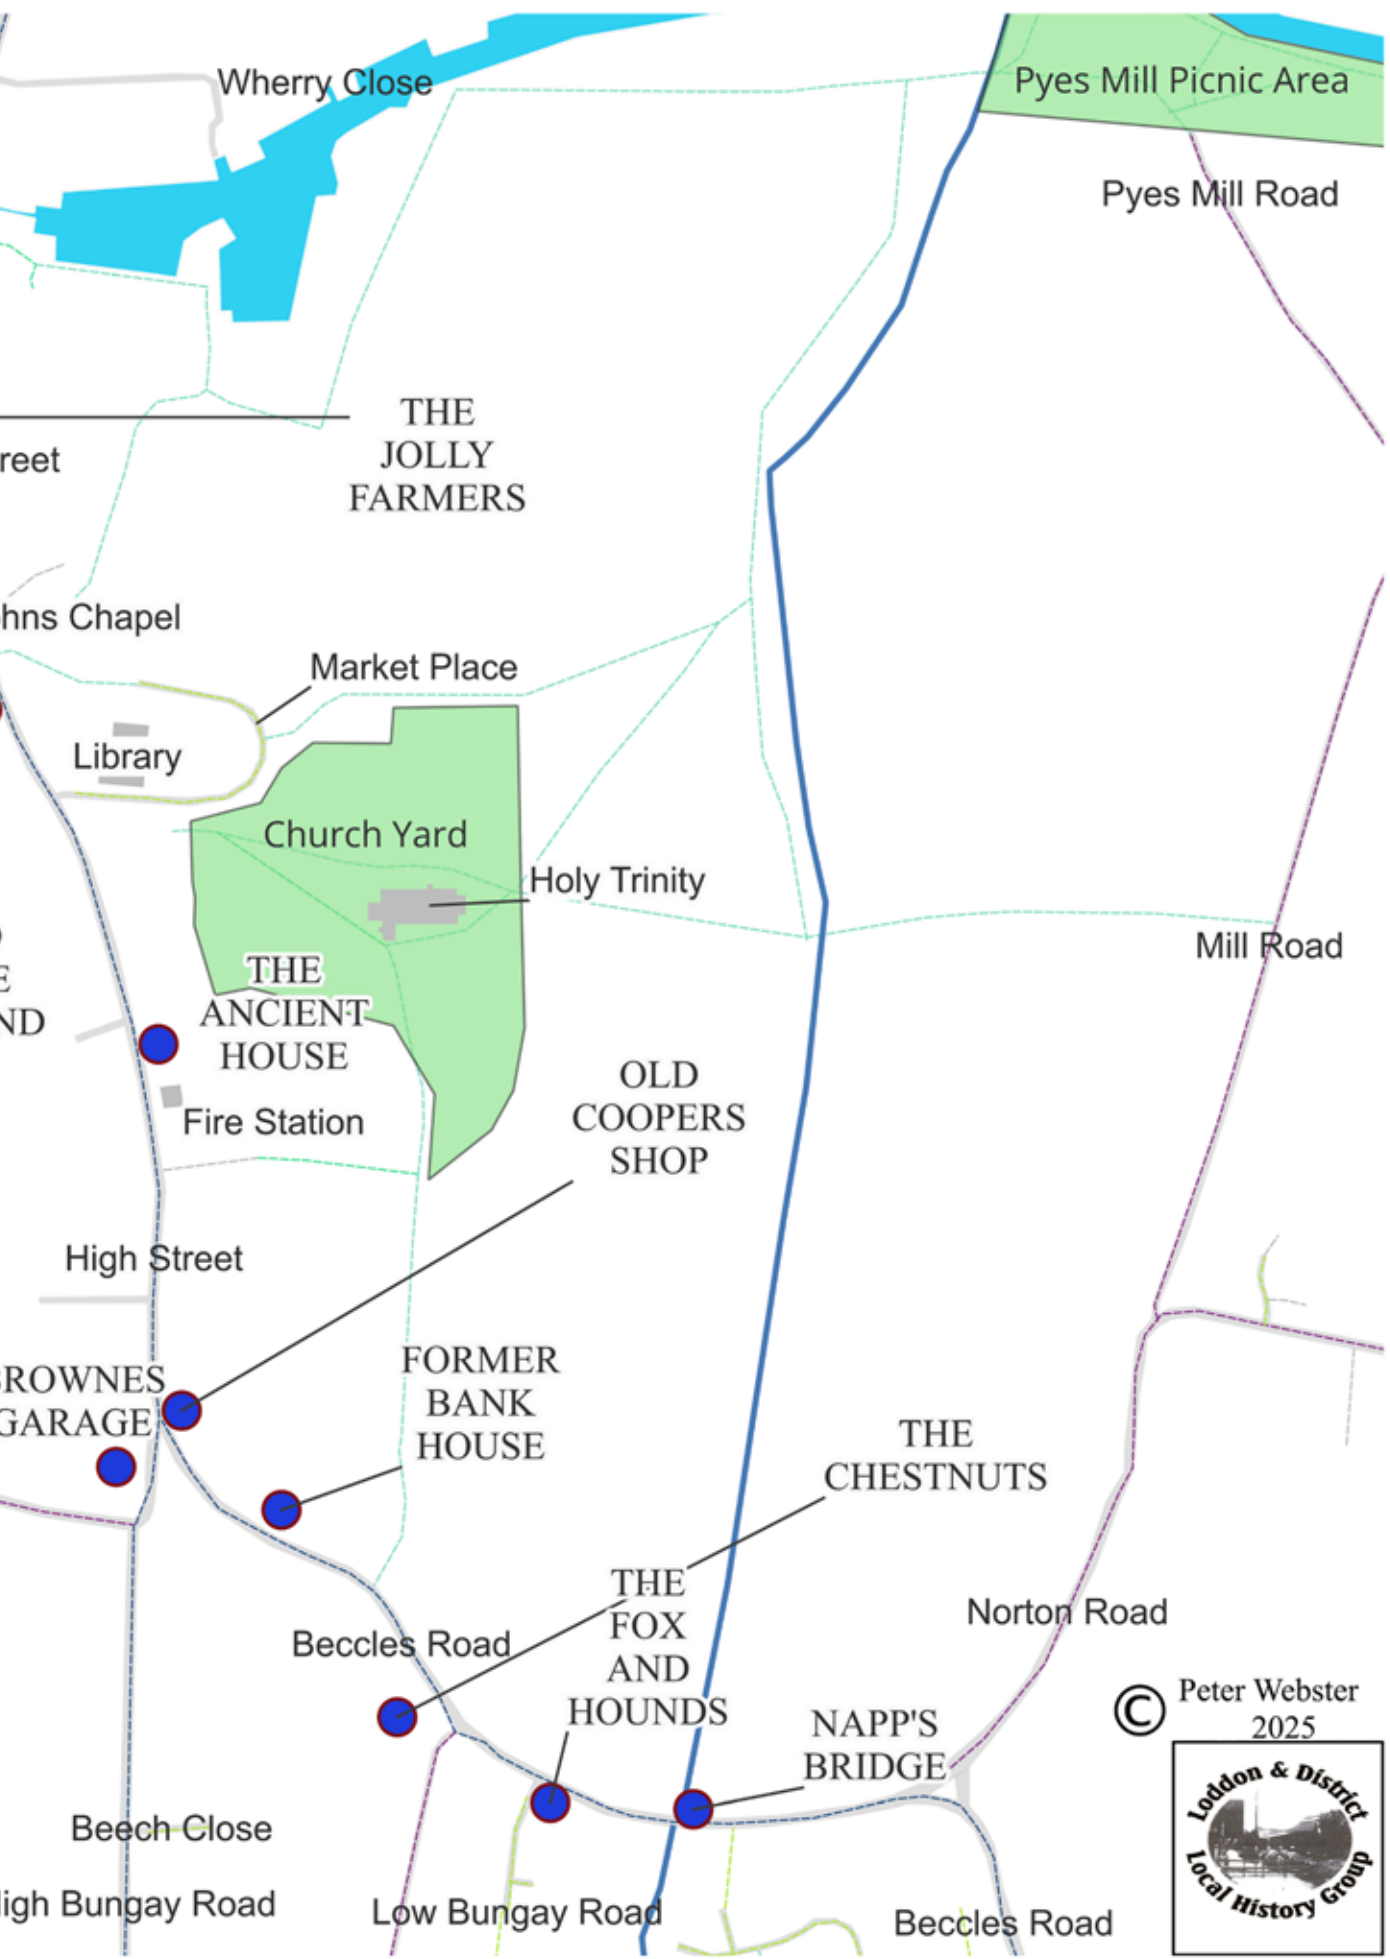 Wherry Close
Pyes Mill Picnic Area
Pyes Mill Road
THE
JOLLY
FARMERS
reet
hns Chapel
Market Place
Library
Church Yard
Holy Trinity
Mill Road
E
ND
THE
ANCIENT
HOUSE
OLD
COOPERS
SHOP
Fire Station
High Street
ROWNES
GARAGE
FORMER
BANK
HOUSE
THE
CHESTNUTS
THE
FOX
AND
HOUNDS
Norton Road
Beccles Road
NAPP'S
BRIDGE
© Peter Webster
2025
Loddon & District
Local History Group
Beech Close
igh Bungay Road
Low Bungay Road
Beccles Road